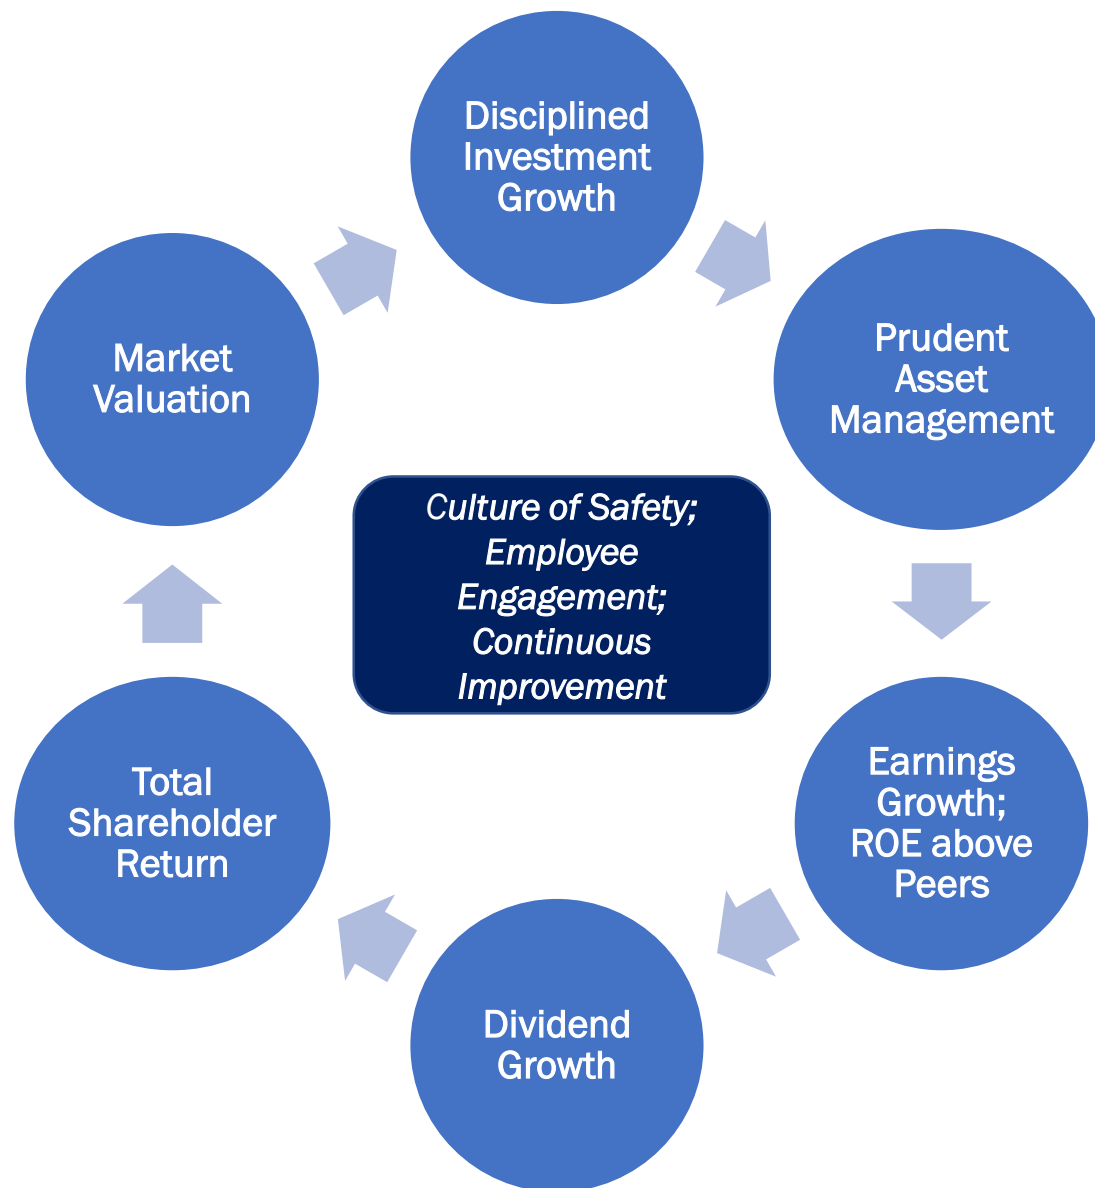 Disciplined
Investment
Growth
Prudent
Asset
Management
Earnings
Growth;
ROE above
Peers
Dividend
Growth
Total
Shareholder
Return
Market
Valuation
Culture of Safety;
Employee
Engagement;
Continuous
Improvement